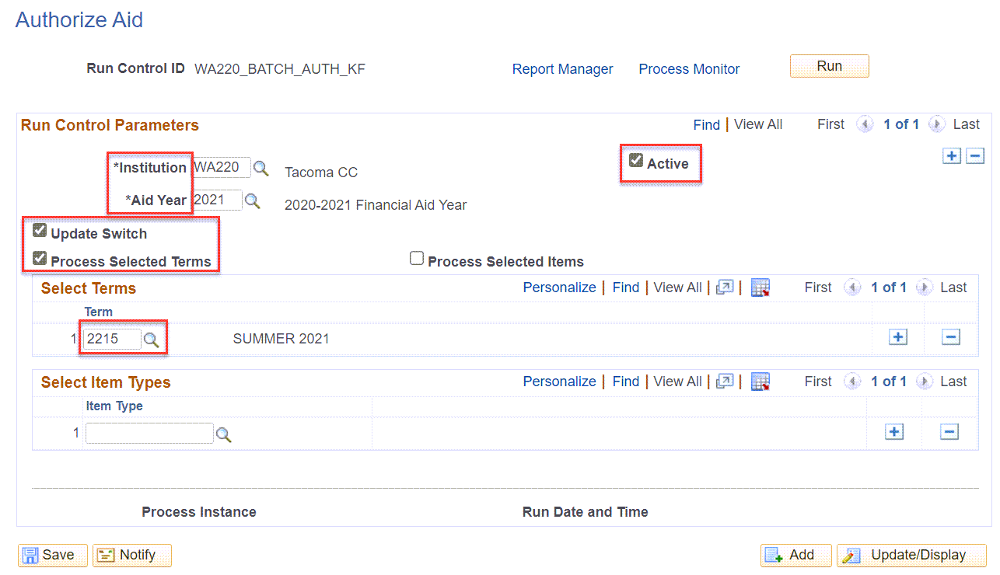 Authorize Aid
Run Control ID WA220_BATCH_AUTH_KF Report Manager Process Monitor Run
Run Control Parameters Find | View All First 1 of 1 Last
*Institution WA220 Tacoma CC Active
*Aid Year 2021 2020-2021 Financial Aid Year
Update Switch
Process Selected Terms Process Selected Items
Select Terms Personalize | Find | View All | | First 1 of 1 Last
Term
1 2215 SUMMER 2021
Select Item Types Personalize | Find | View All | | First 1 of 1 Last
Item Type
1
Process Instance Run Date and Time
Save Notify Add Update/Display